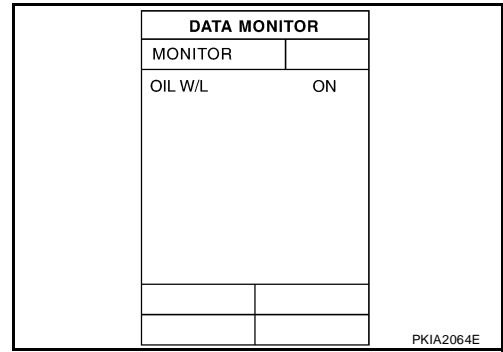 DATA MONITOR
MONITOR
OIL W/L ON
PKIA2064E